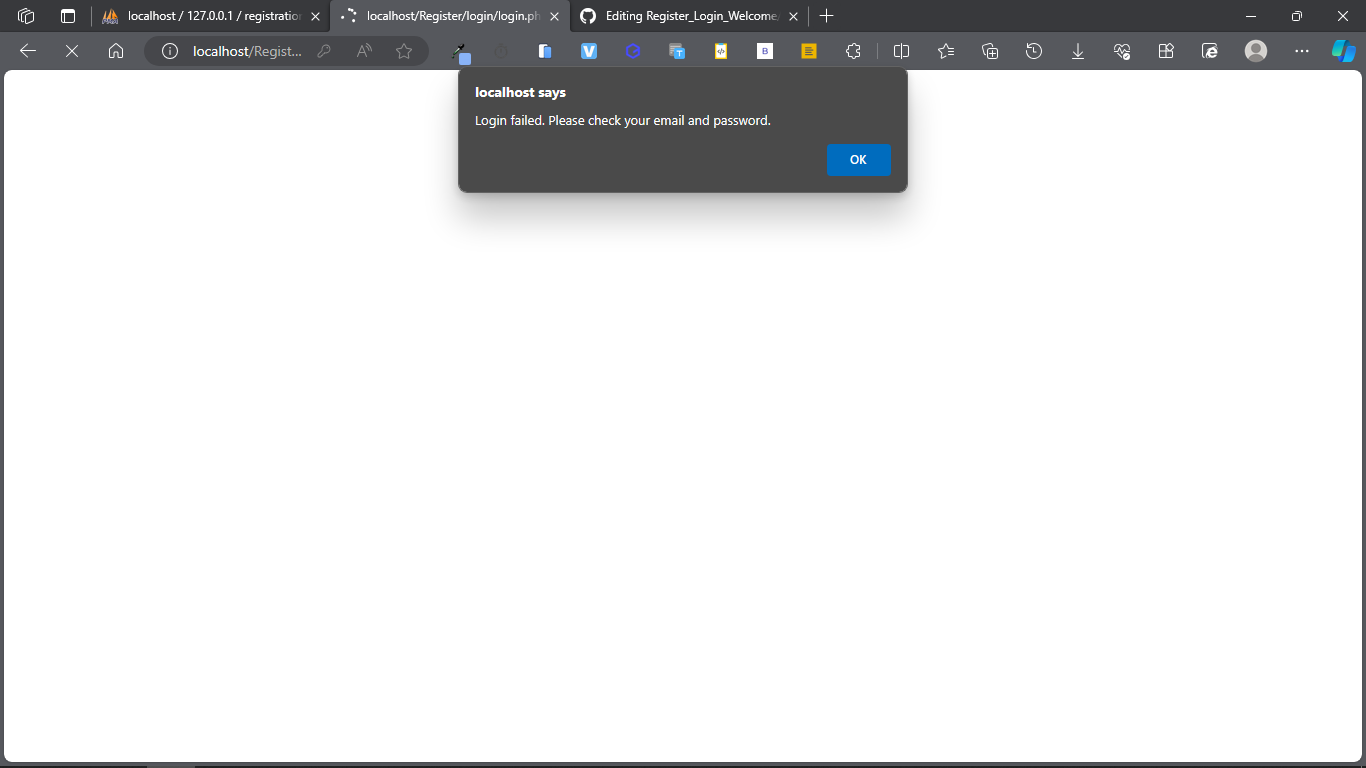 localhost / 127.0.0.1 / registration
localhost/Register/login/login.ph
Editing Register_Login_Welcome/
localhost/Regist...
localhost says
Login failed. Please check your email and password.
OK